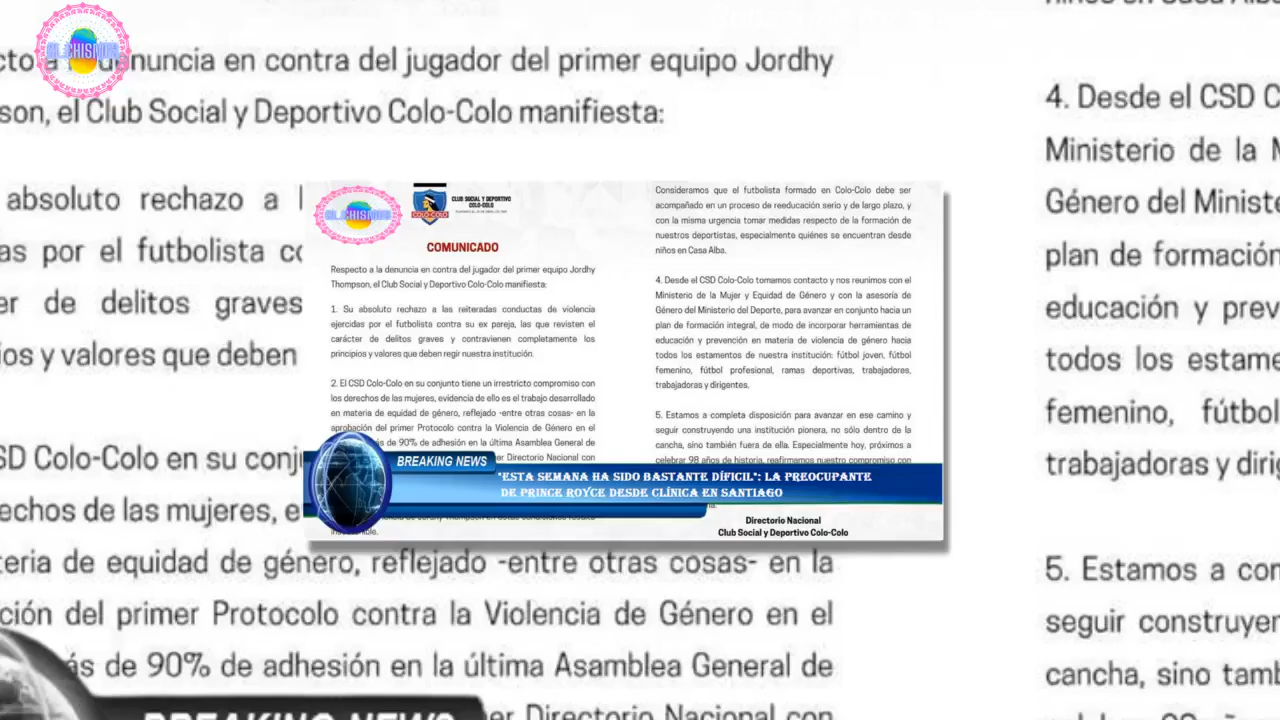 cto a la denuncia en contra del jugador del primer equipo Jordhy
son, el Club Social y Deportivo Colo-Colo manifiesta:
absoluto rechazo a
as por el futbolista
er de delitos graves
ios y valores que deben
SD Colo-Colo en su
echos de las mujeres,
teria de equidad de género, reflejado -entre otras cosas- en la
ción del primer Protocolo contra la Violencia de Género en el
ás de 90% de adhesión en la última Asamblea General de
er Directorio Nacional con
BREAKING NEWS
CLUB SOCIAL Y DEPORTIVO
COLO-COLO
COLO-COLO
COMUNICADO
Respecto a la denuncia en contra del jugador del primer equipo Jordhy
Thompson, el Club Social y Deportivo Colo-Colo manifiesta:
1. Su absoluto rechazo a las reiteradas conductas de violencia
ejercidas por el futbolista contra su ex pareja, las que revisten el
carácter de delitos graves y contravienen completamente los
principios y valores que deben regir nuestra institución.
2. El CSD Colo-Colo en su conjunto tiene un irrestricto compromiso con
los derechos de las mujeres, evidencia de ello es el trabajo desarrollado
en materia de equidad de género, reflejado -entre otras cosas- en la
aprobación del primer Protocolo contra la Violencia de Género en el
ás de 90% de adhesión en la última Asamblea General de
er Directorio Nacional con
Consideramos que el futbolista formado en Colo-Colo debe ser
acompañado en un proceso de reeducación serio y de largo plazo, y
con la misma urgencia tomar medidas respecto de la formación de
nuestros deportistas, especialmente quiénes se encuentran desde
niños en Casa Alba.
4. Desde el CSD Colo-Colo tomamos contacto y nos reunimos con el
Ministerio de la Mujer y Equidad de Género y con la asesoría de
Género del Ministerio del Deporte, para avanzar en conjunto hacia un
plan de formación integral, de modo de incorporar herramientas de
educación y prevención en materia de violencia de género hacia
todos los estamentos de nuestra institución: fútbol joven, fútbol
femenino, fútbol profesional, ramas deportivas, trabajadores,
trabajadoras y dirigentes.
5. Estamos a completa disposición para avanzar en ese camino y
seguir construyendo una institución pionera, no sólo dentro de la
cancha, sino también fuera de ella. Especialmente hoy, próximos a
celebrar 98 años de historia, reafirmamos nuestro compromiso con
BREAKING NEWS
"ESTA SEMANA HA SIDO BASTANTE DÍFICIL": LA PREOCUPANTE
DE PRINCE ROYCE DESDE CLÍNICA EN SANTIAGO
Directorio Nacional
Club Social y Deportivo Colo-Colo
4. Desde el CSD
Ministerio de la
Género del
plan de formación
educación y
todos los
femenino, fútbol
trabajadoras y
5. Estamos a
seguir
cancha, sino